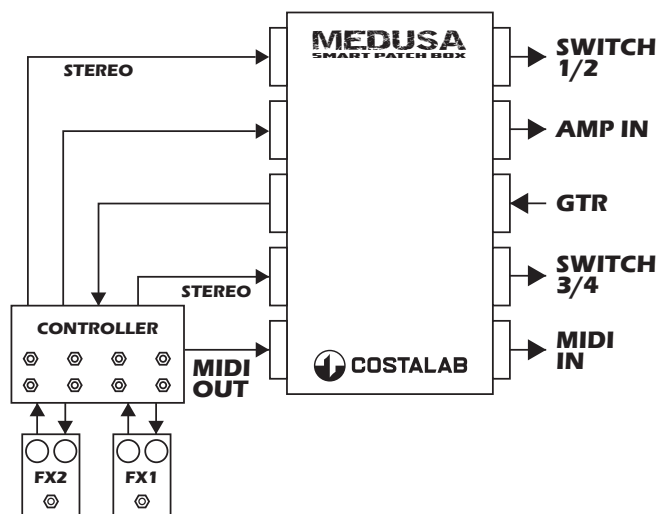 MEDUSA
SMART PATCH BOX
SWITCH
1/2
STEREO
AMP IN
GTR
SWITCH
3/4
STEREO
CONTROLLER
MIDI
OUT
MIDI
IN
COSTALAB
FX2
FX1